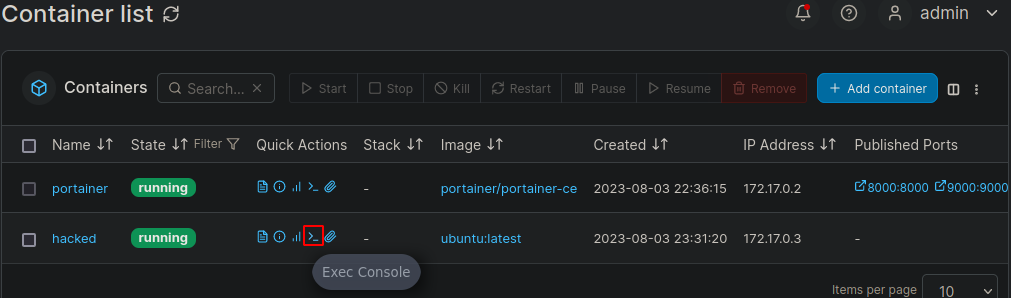 Container list
admin
Containers
Search...
Start
Stop
Kill
Restart
Pause
Resume
Remove
+ Add container
Name State Filter Quick Actions Stack Image Created IP Address Published Ports
portainer running - portainer/portainer-ce 2023-08-03 22:36:15 172.17.0.2 8000:8000 9000:9000
hacked running - ubuntu:latest 2023-08-03 23:31:20 172.17.0.3 -
Exec Console
Items per page 10